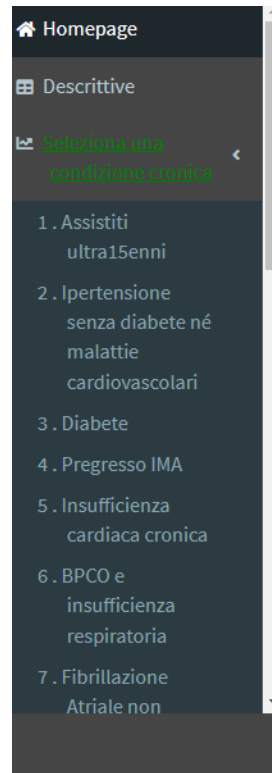 Homepage
Descrittive
Seleziona una
condizione cronica
1. Assistiti
ultra15enni
2. Ipertensione
senza diabete né
malattie
cardiovascolari
3. Diabete
4. Pregresso IMA
5. Insufficienza
cardiaca cronica
6. BPCO e
insufficienza
respiratoria
7. Fibrillazione
Atriale non